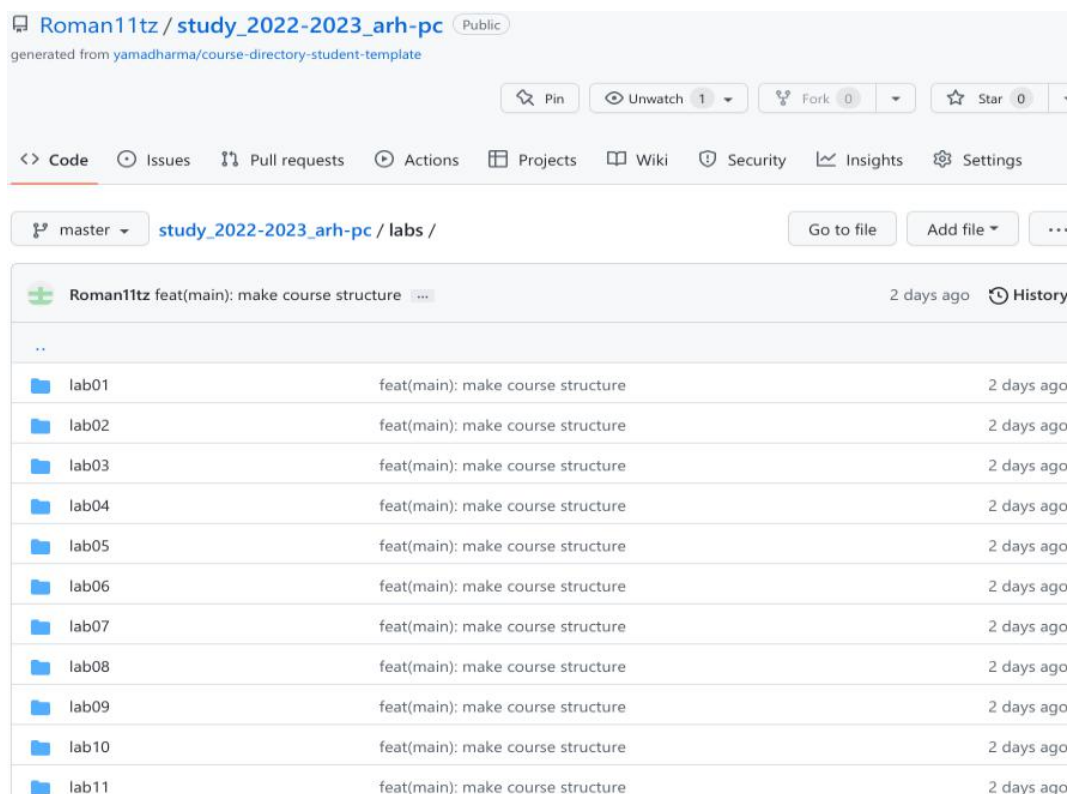 Roman11tz / study_2022-2023_arh-pc Public
generated from yamadharma/course-directory-student-template
Pin Unwatch 1 Fork 0 Star 0
<> Code Issues Pull requests Actions Projects Wiki Security Insights Settings
master study_2022-2023_arh-pc / labs / Go to file Add file ...
Roman11tz feat(main): make course structure ... 2 days ago History
..
lab01 feat(main): make course structure 2 days ago
lab02 feat(main): make course structure 2 days ago
lab03 feat(main): make course structure 2 days ago
lab04 feat(main): make course structure 2 days ago
lab05 feat(main): make course structure 2 days ago
lab06 feat(main): make course structure 2 days ago
lab07 feat(main): make course structure 2 days ago
lab08 feat(main): make course structure 2 days ago
lab09 feat(main): make course structure 2 days ago
lab10 feat(main): make course structure 2 days ago
lab11 feat(main): make course structure 2 days ago